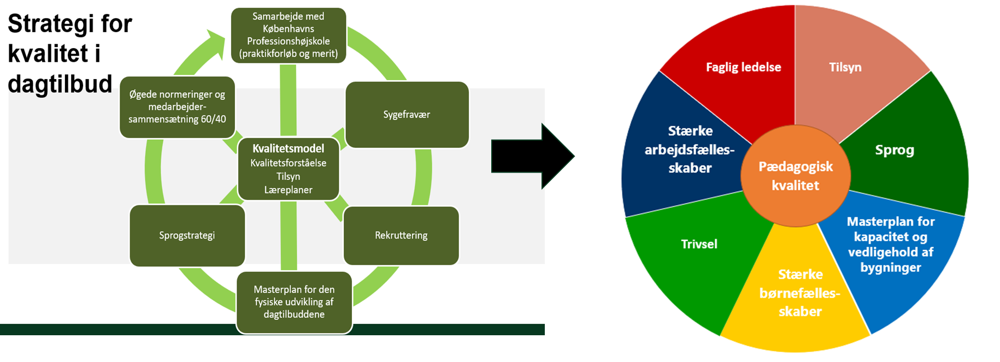 Strategi for
kvalitet i
dagtilbud
Samarbejde med
Københavns
Professionshøjskole
(praktikforløb og merit)
Øgede normeringer og
medarbejder-
sammensætning 60/40
Sygefravær
Kvalitetsmodel
Kvalitetsforståelse
Tilsyn
Læreplaner
Sprogstrategi
Rekruttering
Masterplan for den
fysiske udvikling af
dagtilbuddene
Faglig ledelse
Tilsyn
Stærke
arbejdsfælles-
skaber
Sprog
Pædagogisk
kvalitet
Masterplan for
kapacitet og
vedligehold af
bygninger
Trivsel
Stærke
børnefælles-
skaber